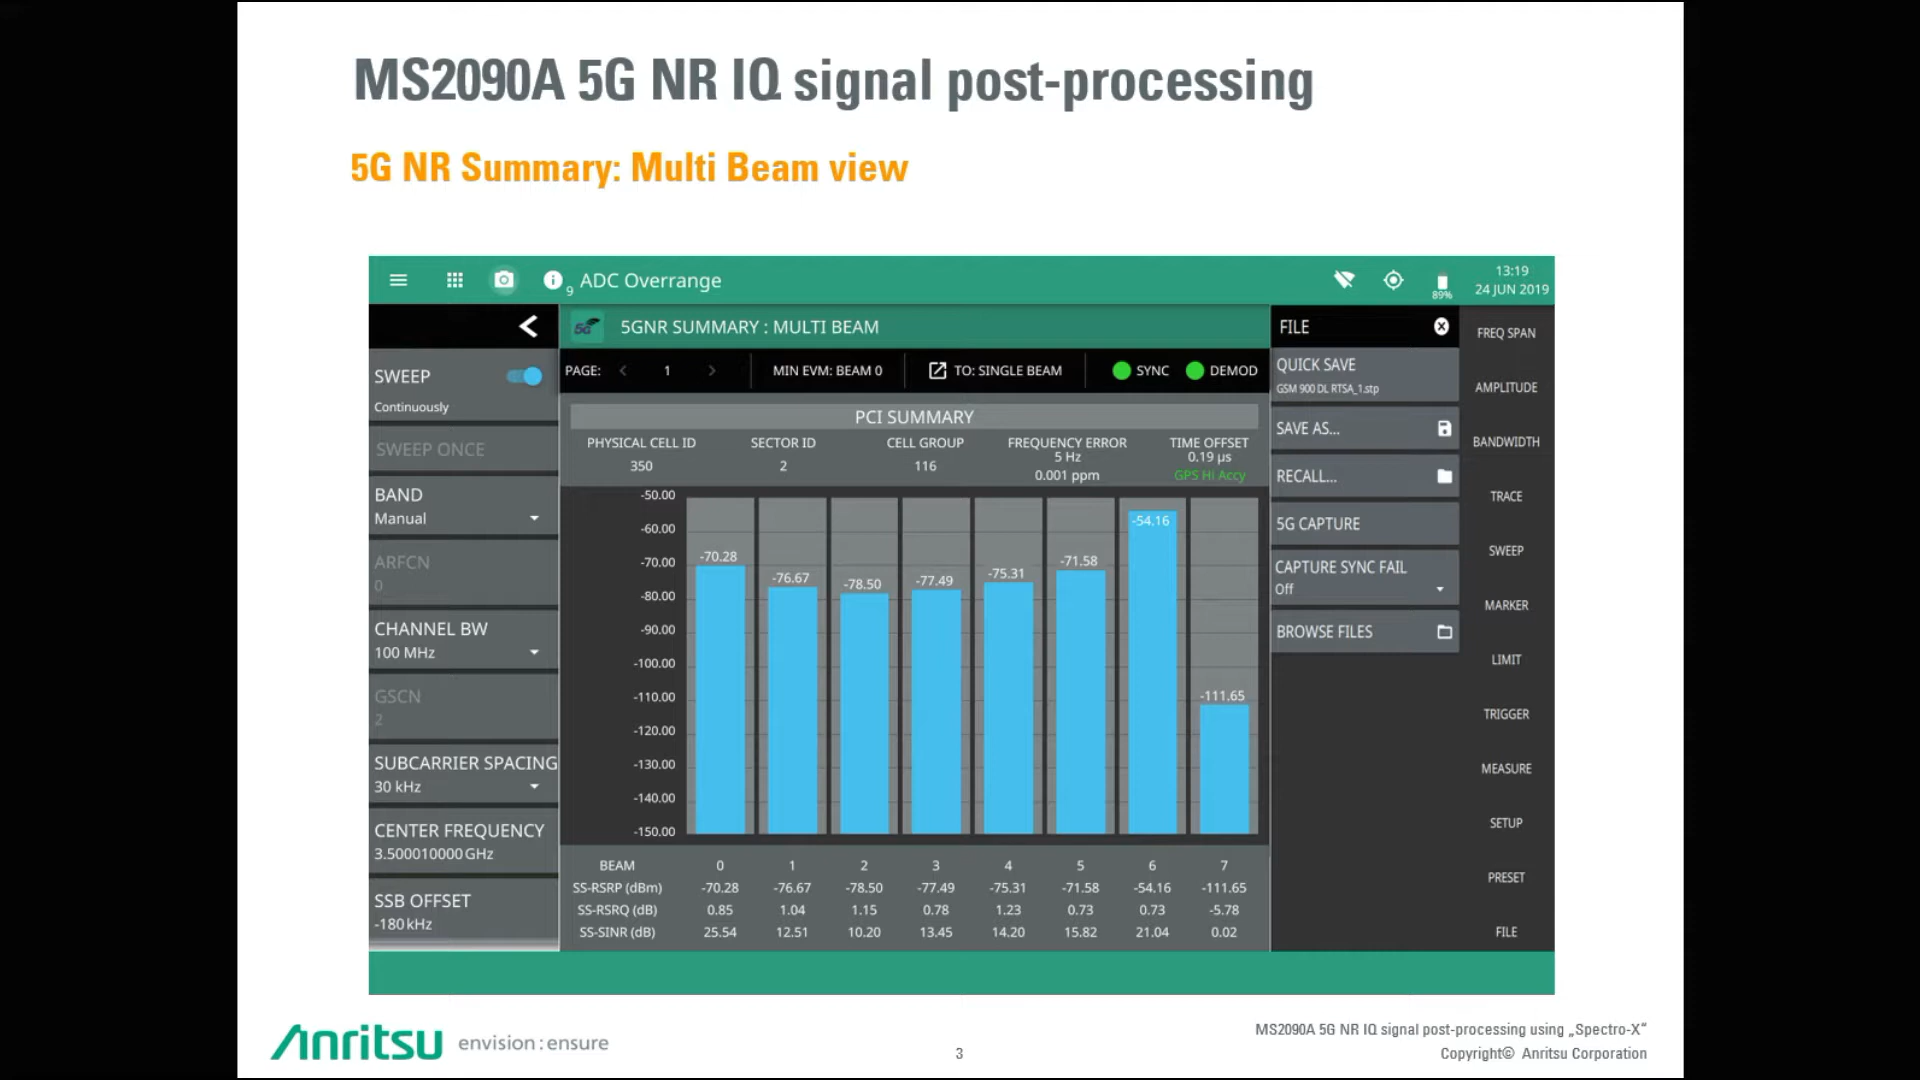 MS2090A 5G NR IQ signal post-processing
5G NR Summary: Multi Beam view
9 ADC Overrange
89%
13:19
24 JUN 2019
SWEEP
Continuously
SWEEP ONCE
BAND
Manual
ARFCN
0
CHANNEL BW
100 MHz
GSCN
2
SUBCARRIER SPACING
30 kHz
CENTER FREQUENCY
3.500010000 GHz
SSB OFFSET
-180 kHz
5G 5GNR SUMMARY : MULTI BEAM
PAGE: < 1 > MIN EVM: BEAM 0 TO: SINGLE BEAM SYNC DEMOD
PCI SUMMARY
PHYSICAL CELL ID SECTOR ID CELL GROUP FREQUENCY ERROR TIME OFFSET
350 2 116 5 Hz 0.19 µs
0.001 ppm GPS Hi Accy
-50.00
-60.00
-70.00
-80.00
-90.00
-100.00
-110.00
-120.00
-130.00
-140.00
-150.00
-70.28 -76.67 -78.50 -77.49 -75.31 -71.58 -54.16 -111.65
BEAM 0 1 2 3 4 5 6 7
SS-RSRP (dBm) -70.28 -76.67 -78.50 -77.49 -75.31 -71.58 -54.16 -111.65
SS-RSRQ (dB) 0.85 1.04 1.15 0.78 1.23 0.73 0.73 -5.78
SS-SINR (dB) 25.54 12.51 10.20 13.45 14.20 15.82 21.04 0.02
FILE
QUICK SAVE
GSM 900 DL RTSA_1.stp
SAVE AS...
RECALL...
5G CAPTURE
CAPTURE SYNC FAIL
Off
BROWSE FILES
FREQ SPAN
AMPLITUDE
BANDWIDTH
TRACE
SWEEP
MARKER
LIMIT
TRIGGER
MEASURE
SETUP
PRESET
FILE
Anritsu envision : ensure
3
MS2090A 5G NR IQ signal post-processing using „Spectro-X“
Copyright© Anritsu Corporation